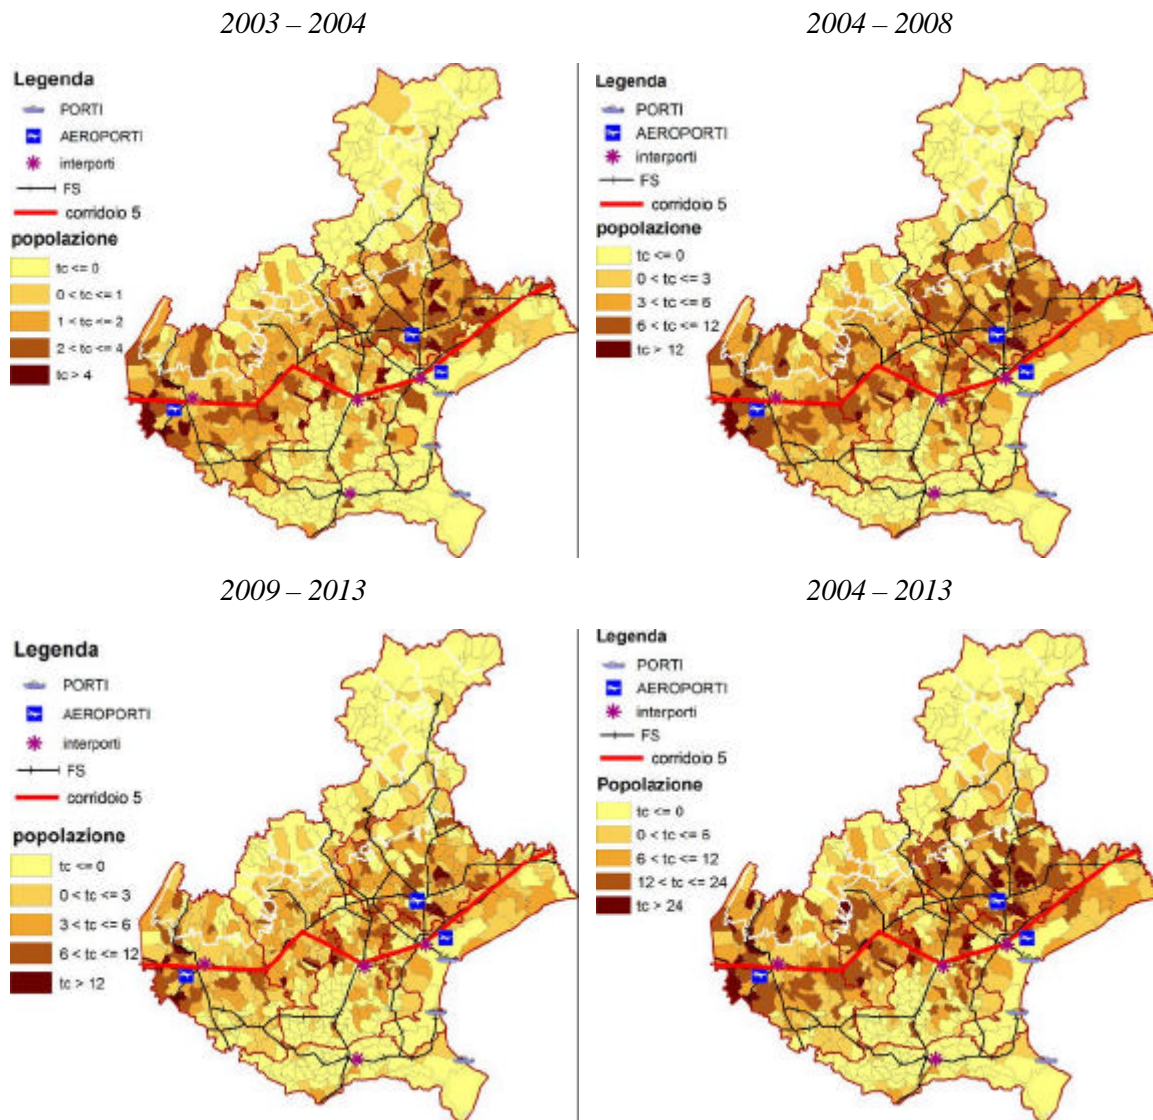 2003 – 2004
Legenda
PORTI
AEROPORTI
interporti
FS
corridoio 5
popolazione
tc <= 0
0 < tc <= 1
1 < tc <= 2
2 < tc <= 4
tc > 4
2004 – 2008
Legenda
PORTI
AEROPORTI
interporti
FS
corridoio 5
popolazione
tc <= 0
0 < tc <= 3
3 < tc <= 6
6 < tc <= 12
tc > 12
2009 – 2013
Legenda
PORTI
AEROPORTI
interporti
FS
corridoio 5
popolazione
tc <= 0
0 < tc <= 3
3 < tc <= 6
6 < tc <= 12
tc > 12
2004 – 2013
Legenda
PORTI
AEROPORTI
interporti
FS
corridoio 5
Popolazione
tc <= 0
0 < tc <= 6
6 < tc <= 12
12 < tc <= 24
tc > 24